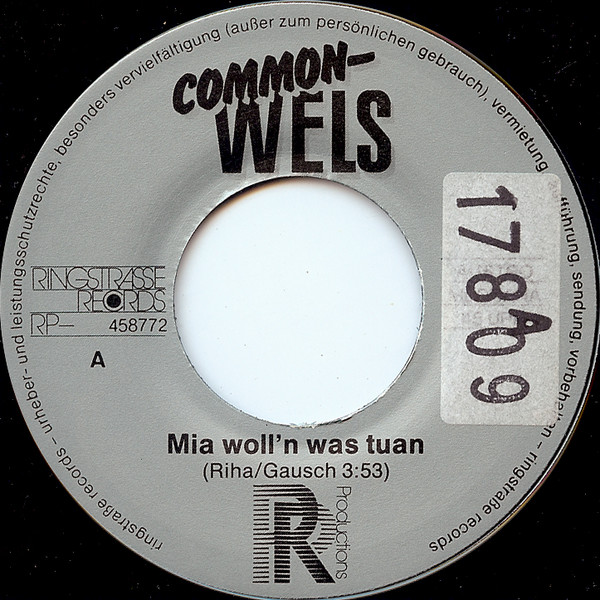 ringstraße records – urheber- und leistungsschutzrechte, besonders vervielfältigung (außer zum persönlichen gebrauch), vermietung
führung, sendung, vorbehalten – ringstraße records
COMMON-
WELS
RINGSTRASSE
RECORDS
RP– 458772
A
17809
A
Mia woll'n was tuan
(Riha/Gausch 3:53)
R
Productions